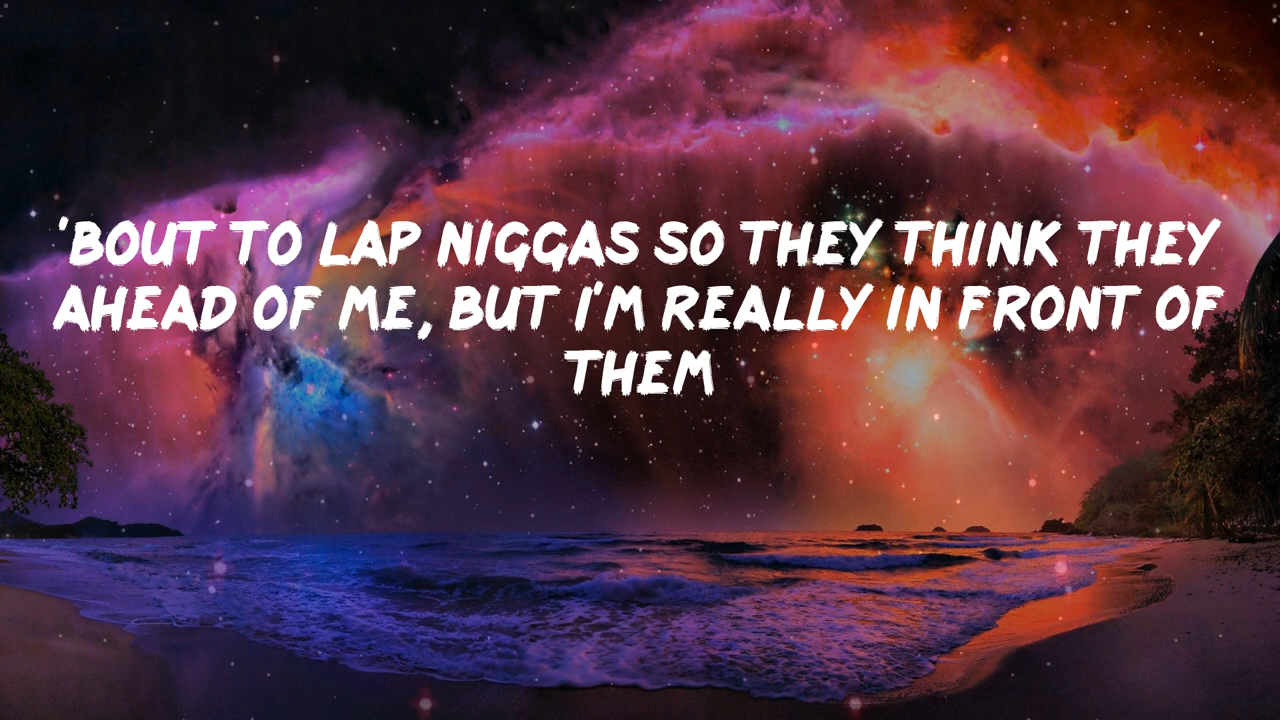 'BOUT TO LAP NIGGAS SO THEY THINK THEY
AHEAD OF ME, BUT I'M REALLY IN FRONT OF
THEM